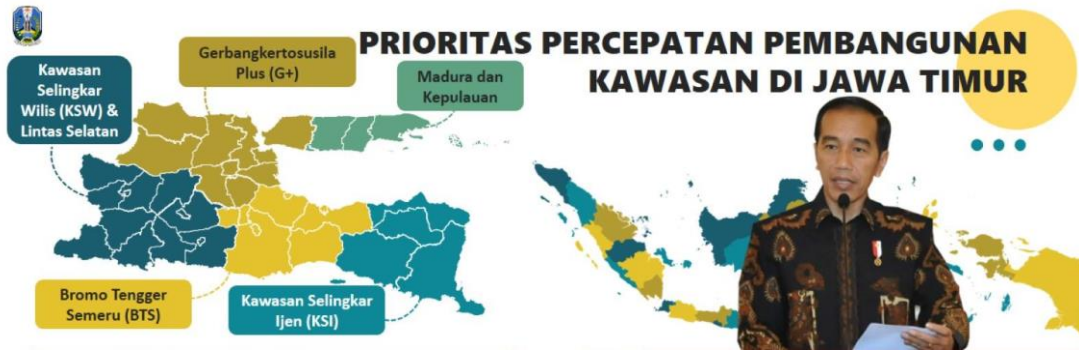 PRIORITAS PERCEPATAN PEMBANGUNAN
KAWASAN DI JAWA TIMUR
Kawasan
Selingkar
Wilis (KSW) &
Lintas Selatan
Gerbangkertosusila
Plus (G+)
Madura dan
Kepulauan
Bromo Tengger
Semeru (BTS)
Kawasan Selingkar
Ijen (KSI)